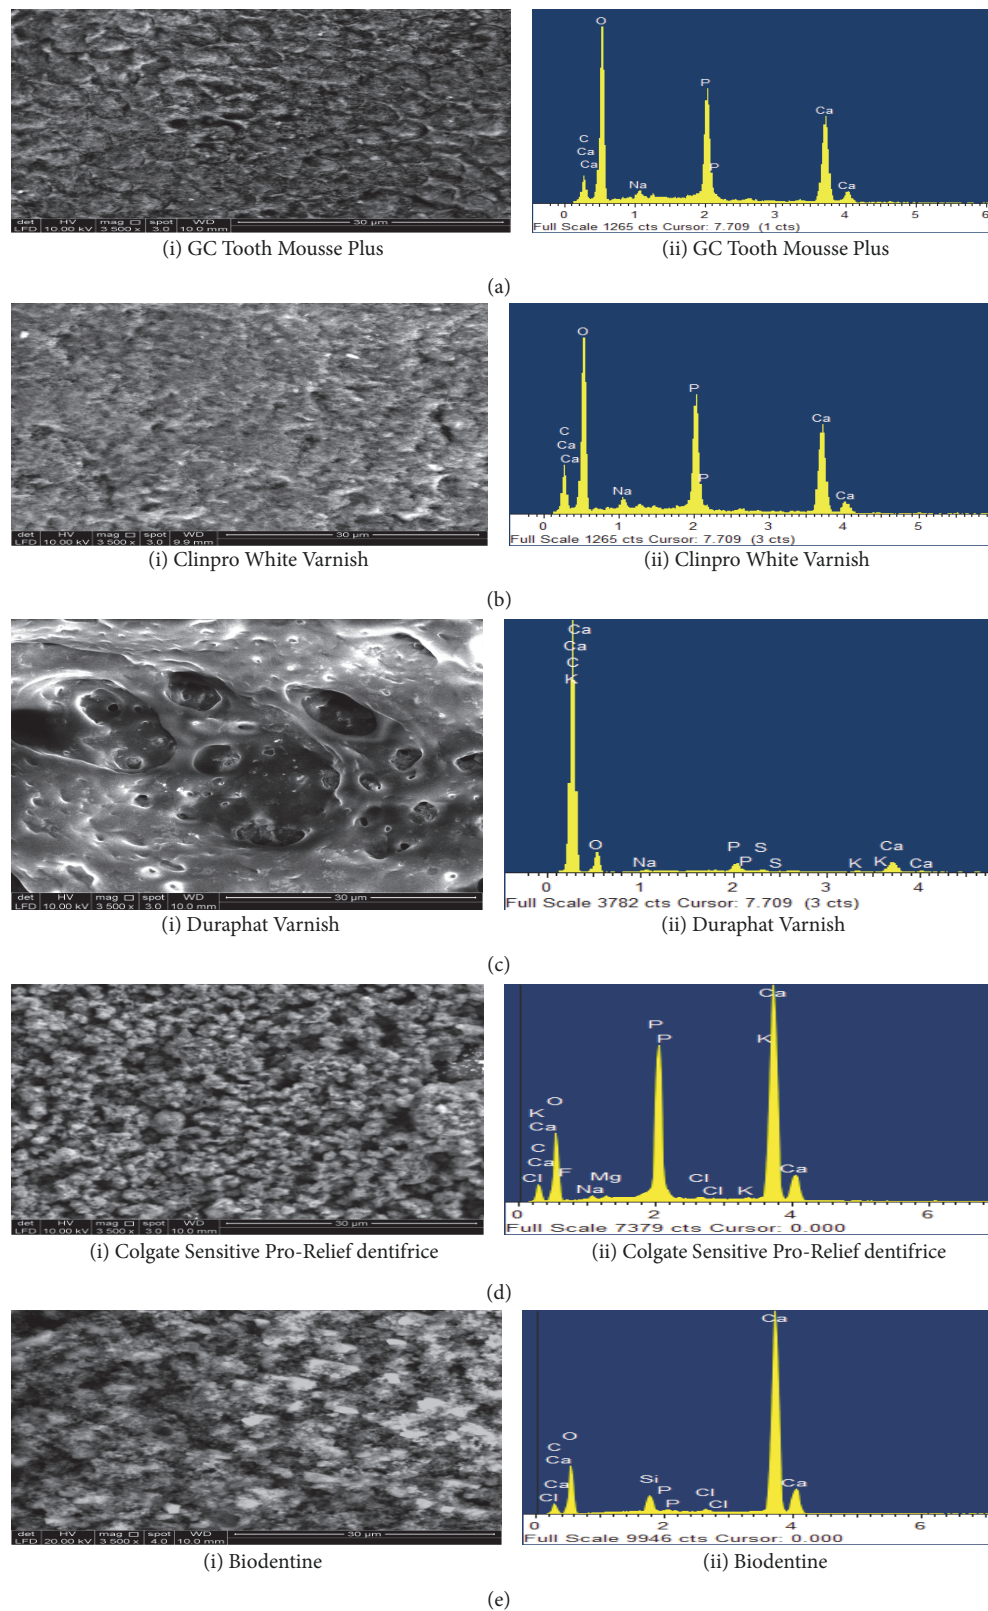 O
P
Ca
C
Ca
Ca
P
Na
Ca
0 1 2 3 4 5 6
det HV mag □ spot WD 30 µm
LFD 10.00 kV 3 500 x 3.0 10.0 mm
Full Scale 1265 cts Cursor: 7.709 (1 cts)
(i) GC Tooth Mousse Plus
(ii) GC Tooth Mousse Plus
(a)
O
P
Ca
C
Ca
Ca
P
Na
Ca
0 1 2 3 4 5
det HV mag □ spot WD 30 µm
LFD 10.00 kV 3 500 x 3.0 9.9 mm
Full Scale 1265 cts Cursor: 7.709 (3 cts)
(i) Clinpro White Varnish
(ii) Clinpro White Varnish
(b)
Ca
Ca
C
K
O
Na
P
P
S
S
K
K
Ca
Ca
0 1 2 3 4
det HV mag □ spot WD 30 µm
LFD 10.00 kV 3 500 x 3.0 10.0 mm
Full Scale 3782 cts Cursor: 7.709 (3 cts)
(i) Duraphat Varnish
(ii) Duraphat Varnish
(c)
Ca
P
P
K
O
K
Ca
C
Ca
Cl
F
Na
Mg
Cl
Cl
K
Ca
0 2 4 6
det HV mag □ spot WD 30 µm
LFD 10.00 kV 3 500 x 3.0 10.0 mm
Full Scale 7379 cts Cursor: 0.000
(i) Colgate Sensitive Pro-Relief dentifrice
(ii) Colgate Sensitive Pro-Relief dentifrice
(d)
Ca
O
C
Ca
Ca
Cl
Si
P
P
Cl
Cl
Ca
0 2 4 6
det HV mag □ spot WD 30 µm
LFD 20.00 kV 3 500 x 4.0 10.0 mm
Full Scale 9946 cts Cursor: 0.000
(i) Biodentine
(ii) Biodentine
(e)